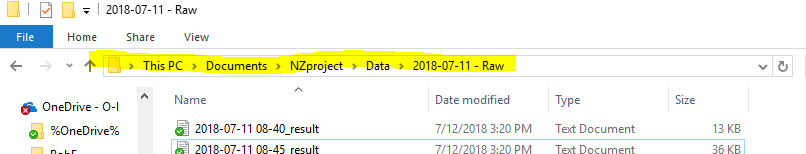 2018-07-11 - Raw
File Home Share View
This PC > Documents > NZproject > Data > 2018-07-11 - Raw
Name Date modified Type Size
OneDrive - O-I
2018-07-11 08-40_result 7/12/2018 3:20 PM Text Document 13 KB
%OneDrive%
2018-07-11 08-45_result 7/12/2018 3:20 PM Text Document 36 KB